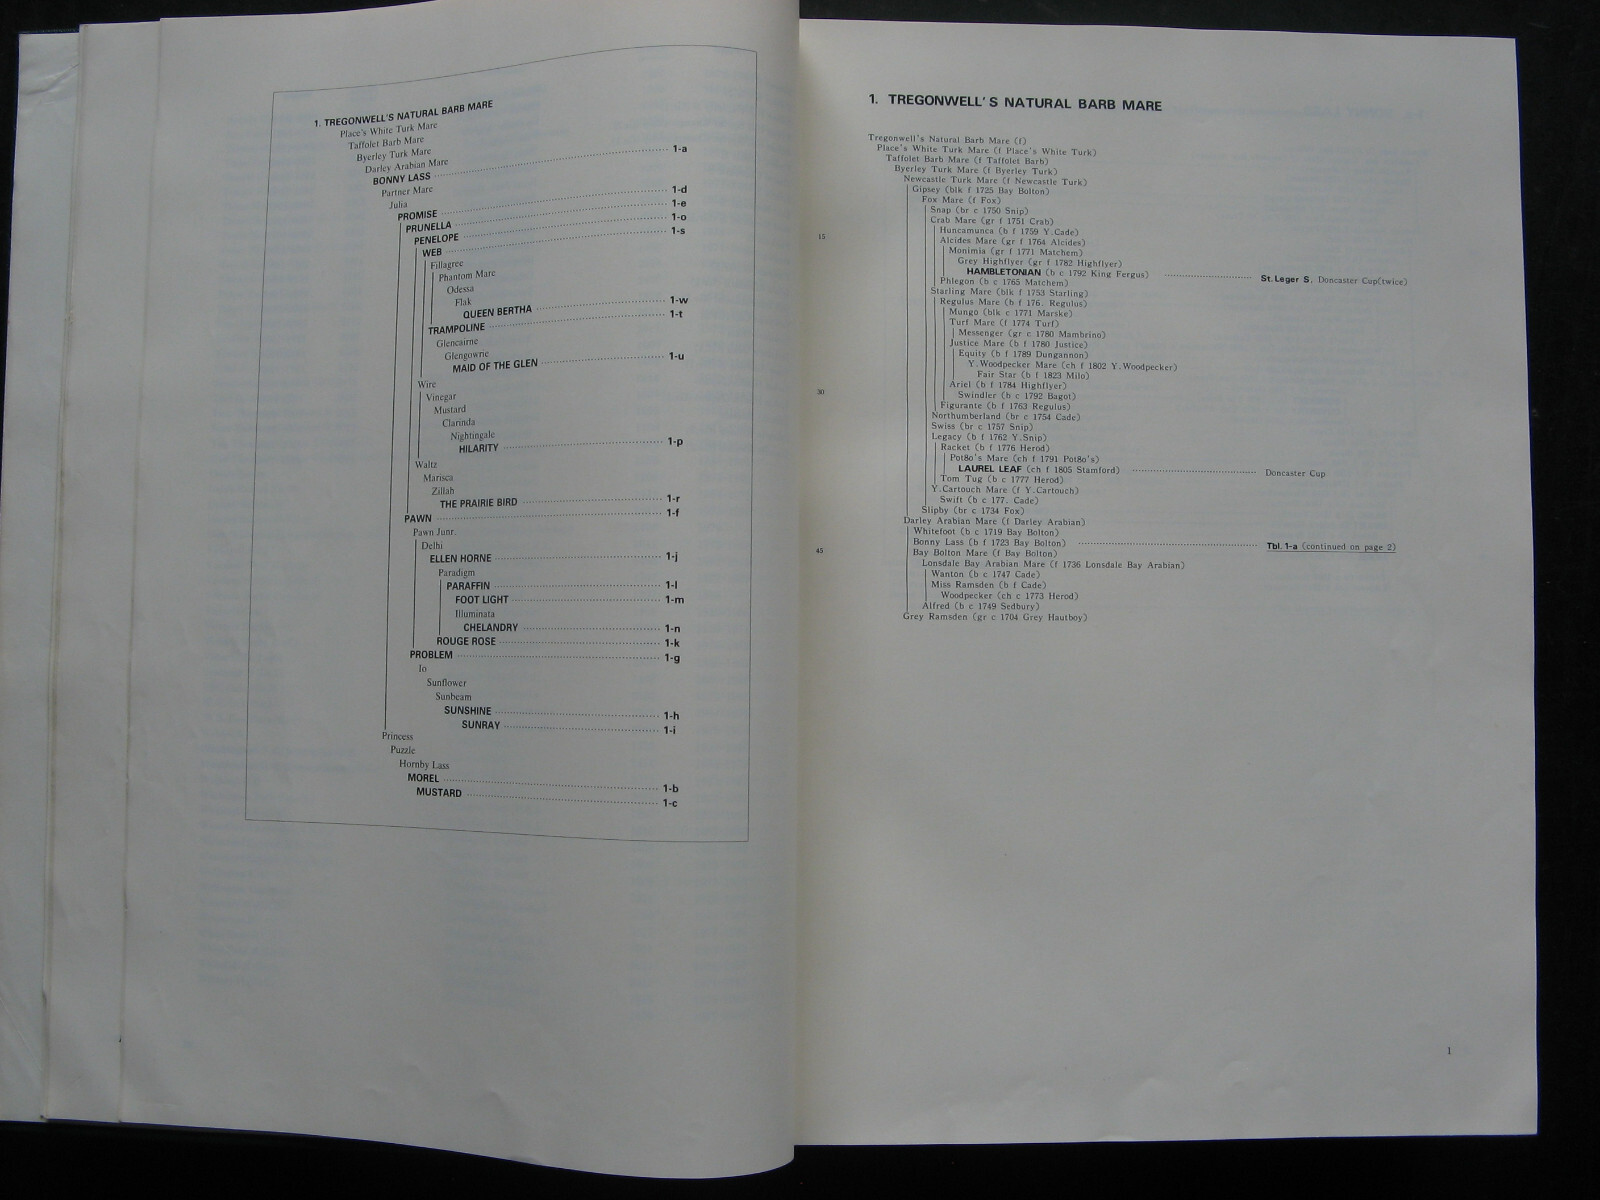 1. TREGONWELL'S NATURAL BARB MARE
Place's White Turk Mare
Taffolet Barb Mare
Byerley Turk Mare
Darley Arabian Mare
BONNY LASS 1-a
Partner Mare
Julia
PROMISE 1-d
PRUNELLA 1-e
PENELOPE 1-o
WEB 1-s
Fillagree
Phantom Mare
Odessa
Flak
QUEEN BERTHA 1-w
TRAMPOLINE 1-t
Glencairne
Glengowrie
MAID OF THE GLEN 1-u
Wire
Vinegar
Mustard
Clarinda
Nightingale
HILARITY 1-p
Waltz
Marisca
Zillah
THE PRAIRIE BIRD 1-r
PAWN 1-f
Pawn Junr.
Delhi
ELLEN HORNE 1-j
Paradigm
PARAFFIN 1-l
FOOT LIGHT 1-m
Illuminata
CHELANDRY 1-n
ROUGE ROSE 1-k
PROBLEM 1-g
Io
Sunflower
Sunbeam
SUNSHINE 1-h
SUNRAY 1-i
Princess
Puzzle
Hornby Lass
MOREL 1-b
MUSTARD 1-c
1. TREGONWELL'S NATURAL BARB MARE
Tregonwell's Natural Barb Mare (f)
Place's White Turk Mare (f Place's White Turk)
Taffolet Barb Mare (f Taffolet Barb)
Byerley Turk Mare (f Byerley Turk)
Newcastle Turk Mare (f Newcastle Turk)
Gipsey (blk f 1725 Bay Bolton)
Fox Mare (f Fox)
Snap (br c 1750 Snip)
Crab Mare (gr f 1751 Crab)
15 Huncamunca (b f 1759 Y.Cade)
Alcides Mare (gr f 1764 Alcides)
Monimia (gr f 1771 Matchem)
Grey Highflyer (gr f 1782 Highflyer)
HAMBLETONIAN (b c 1792 King Fergus) St.Leger S, Doncaster Cup(twice)
Phlegon (b c 1765 Matchem)
Starling Mare (blk f 1753 Starling)
Regulus Mare (b f 176. Regulus)
Mungo (blk c 1771 Marske)
Turf Mare (f 1774 Turf)
Messenger (gr c 1780 Mambrino)
Justice Mare (b f 1780 Justice)
Equity (b f 1789 Dungannon)
Y.Woodpecker Mare (ch f 1802 Y.Woodpecker)
Fair Star (b f 1823 Milo)
Ariel (b f 1784 Highflyer)
30 Swindler (b c 1792 Bagot)
Figurante (b f 1763 Regulus)
Northumberland (br c 1754 Cade)
Swiss (br c 1757 Snip)
Legacy (b f 1762 Y.Snip)
Racket (b f 1776 Herod)
Pot8o's Mare (ch f 1791 Pot8o's)
LAUREL LEAF (ch f 1805 Stamford) Doncaster Cup
Tom Tug (b c 1777 Herod)
Y.Cartouch Mare (f Y.Cartouch)
Swift (b c 177. Cade)
Slipby (br c 1734 Fox)
Darley Arabian Mare (f Darley Arabian)
Whitefoot (b c 1719 Bay Bolton)
Bonny Lass (b f 1723 Bay Bolton) Tbl.1-a (continued on page 2)
45 Bay Bolton Mare (f Bay Bolton)
Lonsdale Bay Arabian Mare (f 1736 Lonsdale Bay Arabian)
Wanton (b c 1747 Cade)
Miss Ramsden (b f Cade)
Woodpecker (ch c 1773 Herod)
Alfred (b c 1749 Sedbury)
Grey Ramsden (gr c 1704 Grey Hautboy)
1